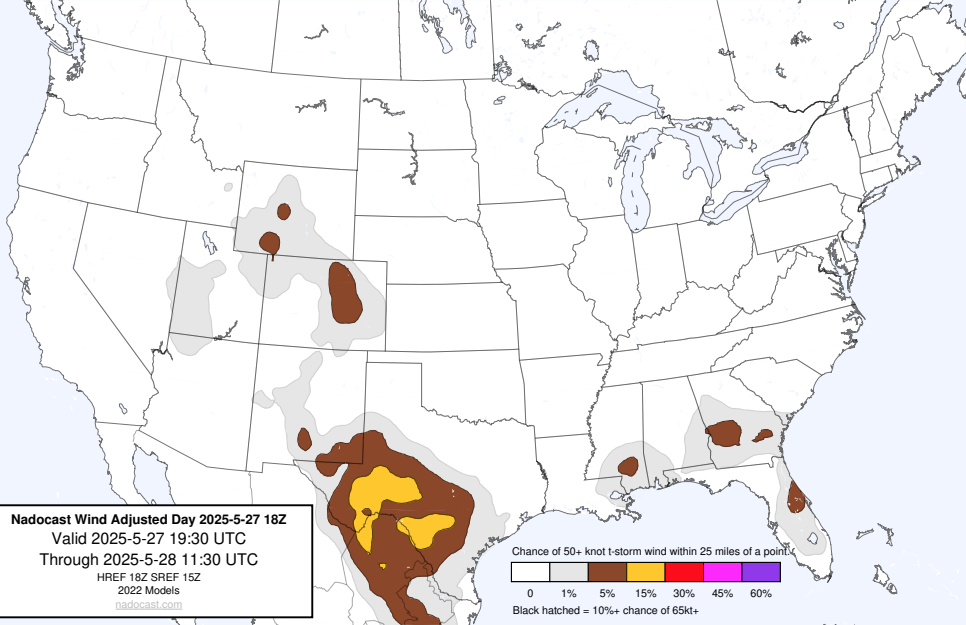 Nadocast Wind Adjusted Day 2025-5-27 18Z
Valid 2025-5-27 19:30 UTC
Through 2025-5-28 11:30 UTC
HREF 18Z SREF 15Z
2022 Models
nadocast.com
Chance of 50+ knot t-storm wind within 25 miles of a point.
0 1% 5% 15% 30% 45% 60%
Black hatched = 10%+ chance of 65kt+